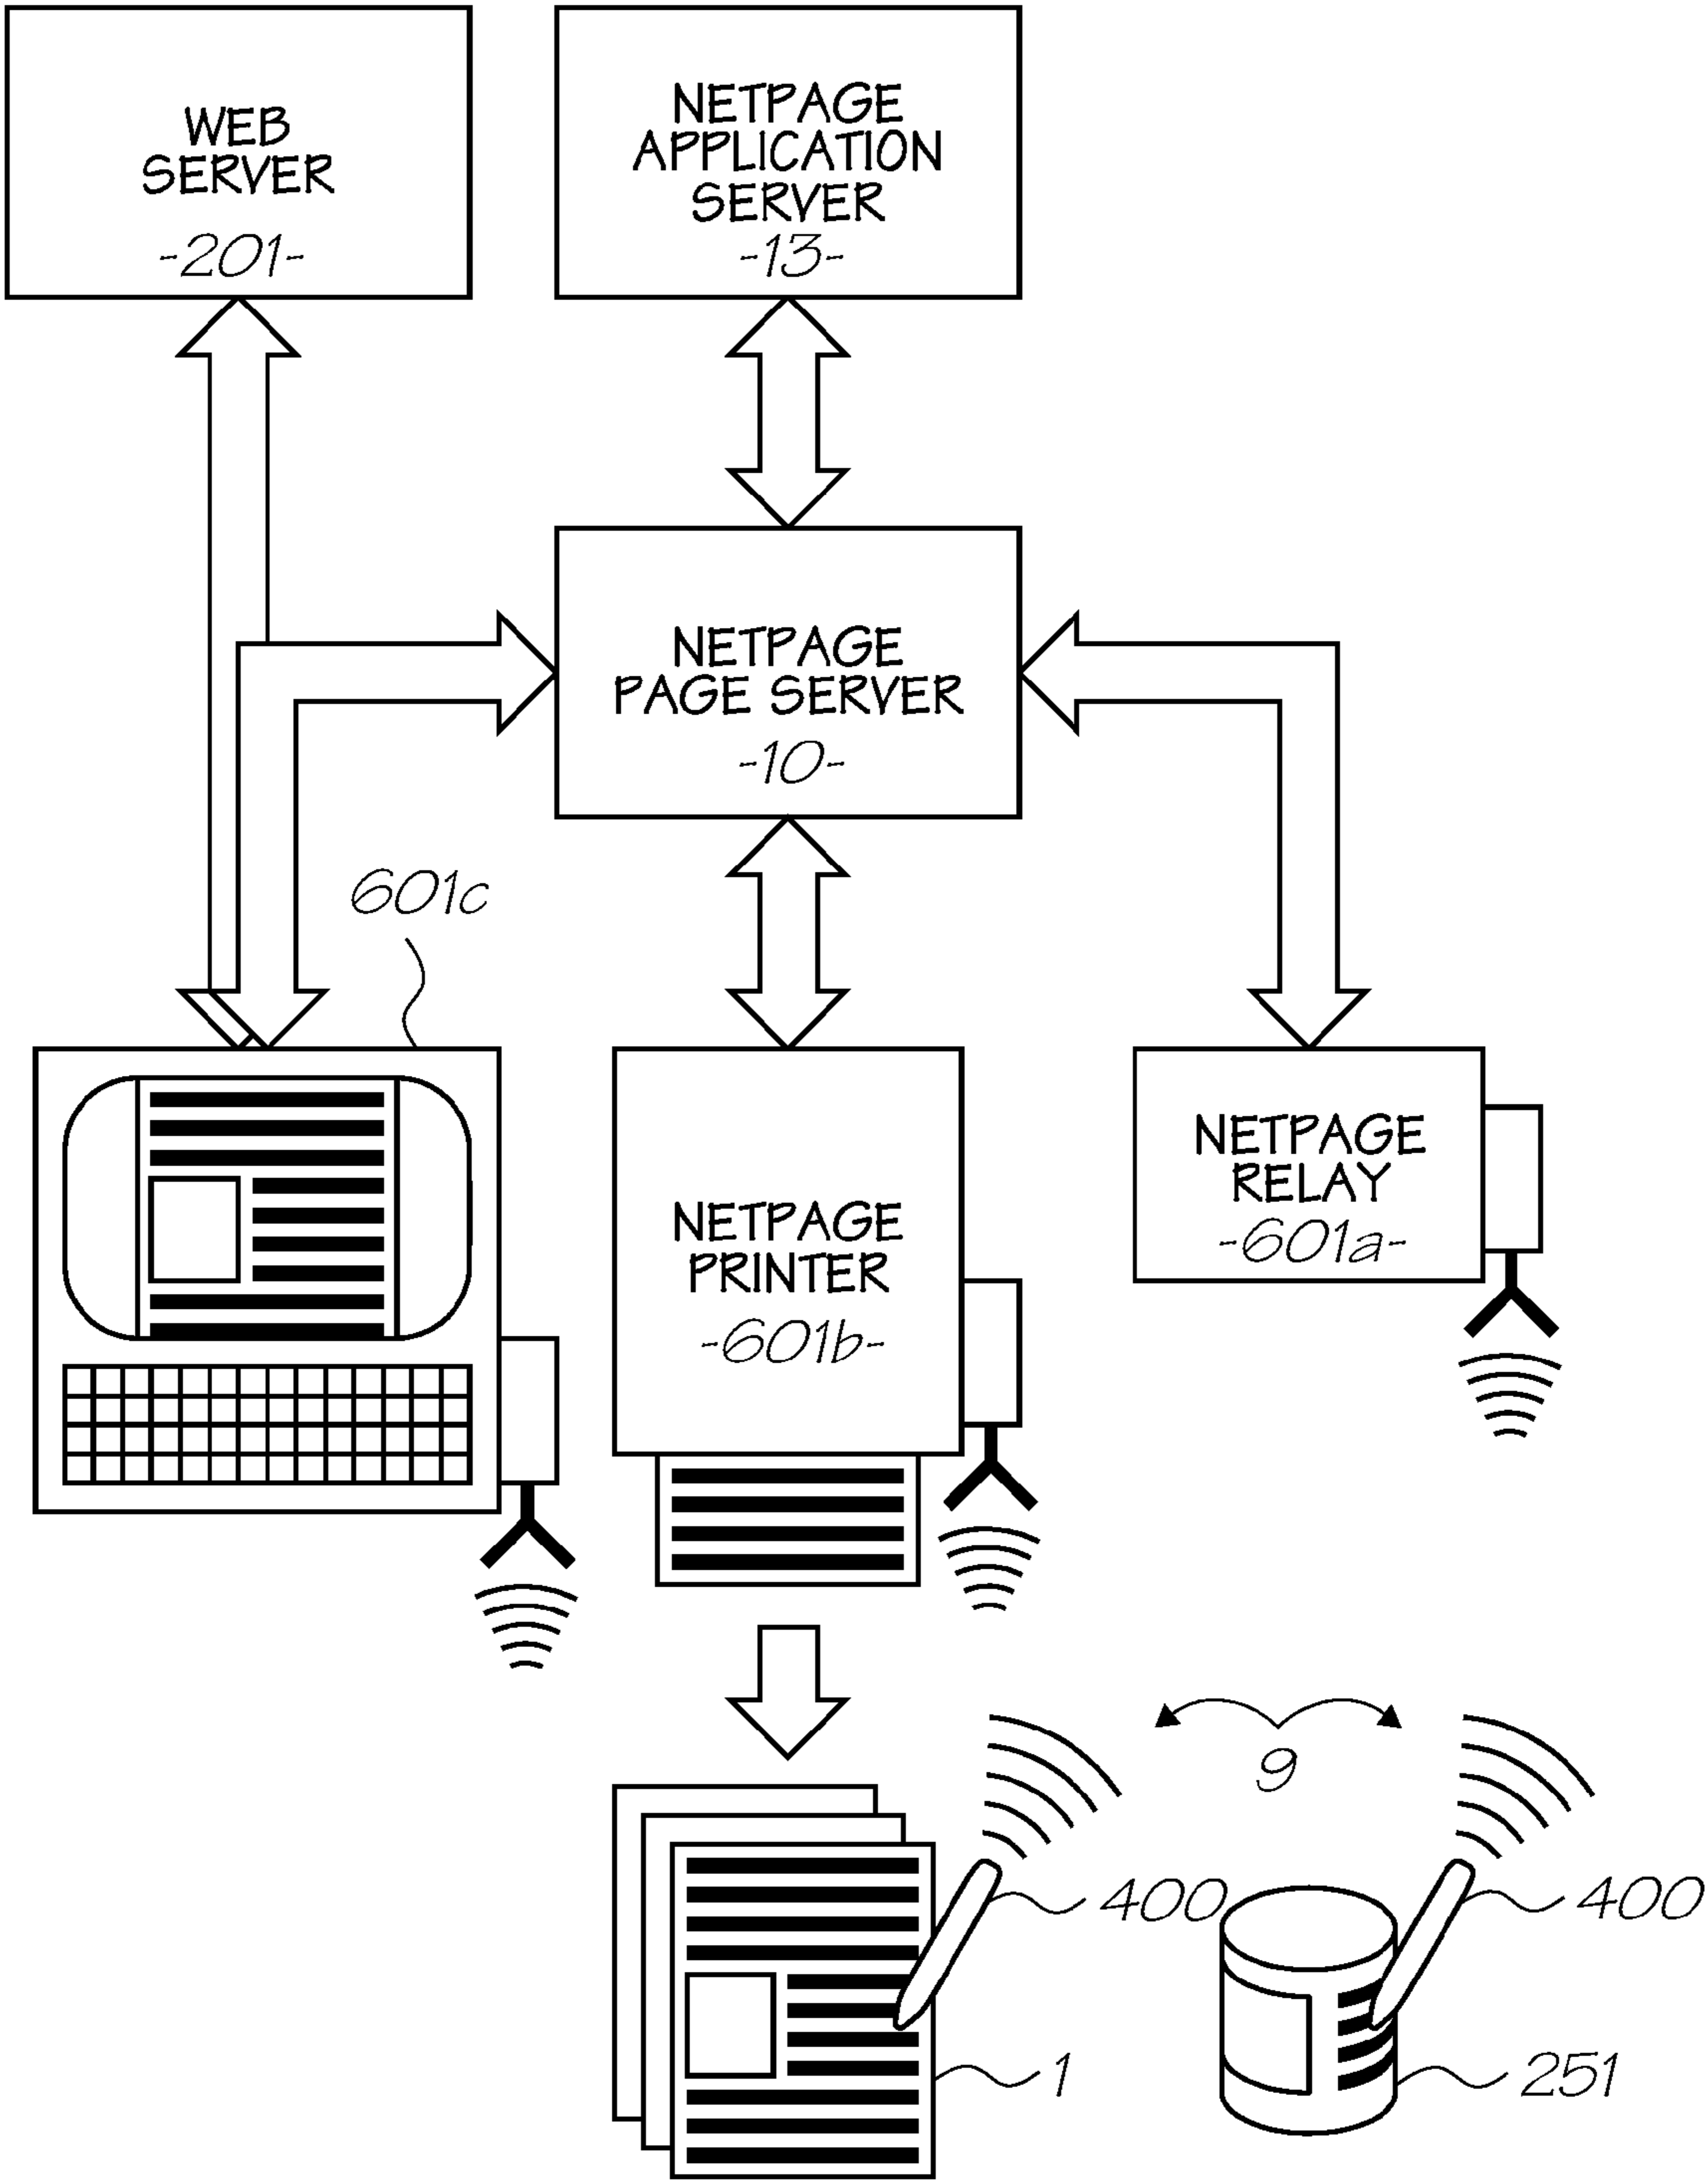 WEB
SERVER
-201-
NETPAGE
APPLICATION
SERVER
-13-
NETPAGE
PAGE SERVER
-10-
601c
NETPAGE
PRINTER
-601b-
NETPAGE
RELAY
-601a-
9
400
400
1
251